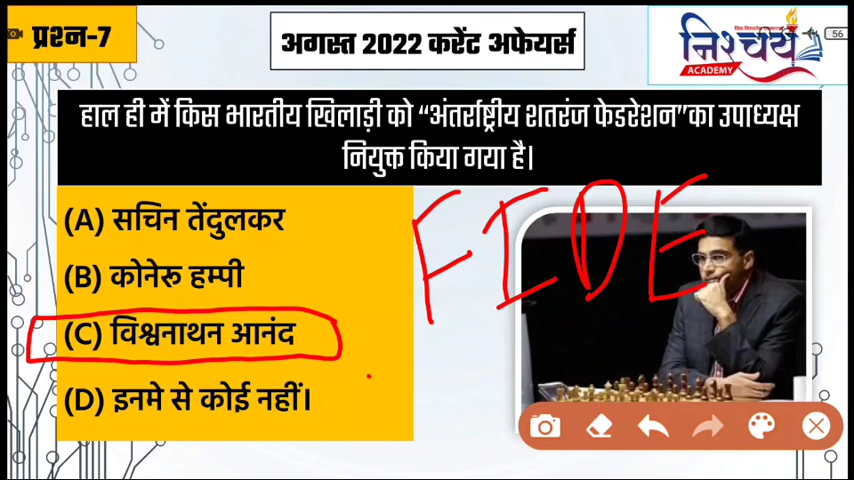 प्रश्न-7
अगस्त 2022 करेंट अफेयर्स
निश्चय
ACADEMY
56
हाल ही में किस भारतीय खिलाड़ी को “अंतर्राष्ट्रीय शतरंज फेडरेशन”का उपाध्यक्ष
नियुक्त किया गया है।
(A) सचिन तेंदुलकर
(B) कोनेरू हम्पी
(C) विश्वनाथन आनंद
(D) इनमे से कोई नहीं।
FIDE